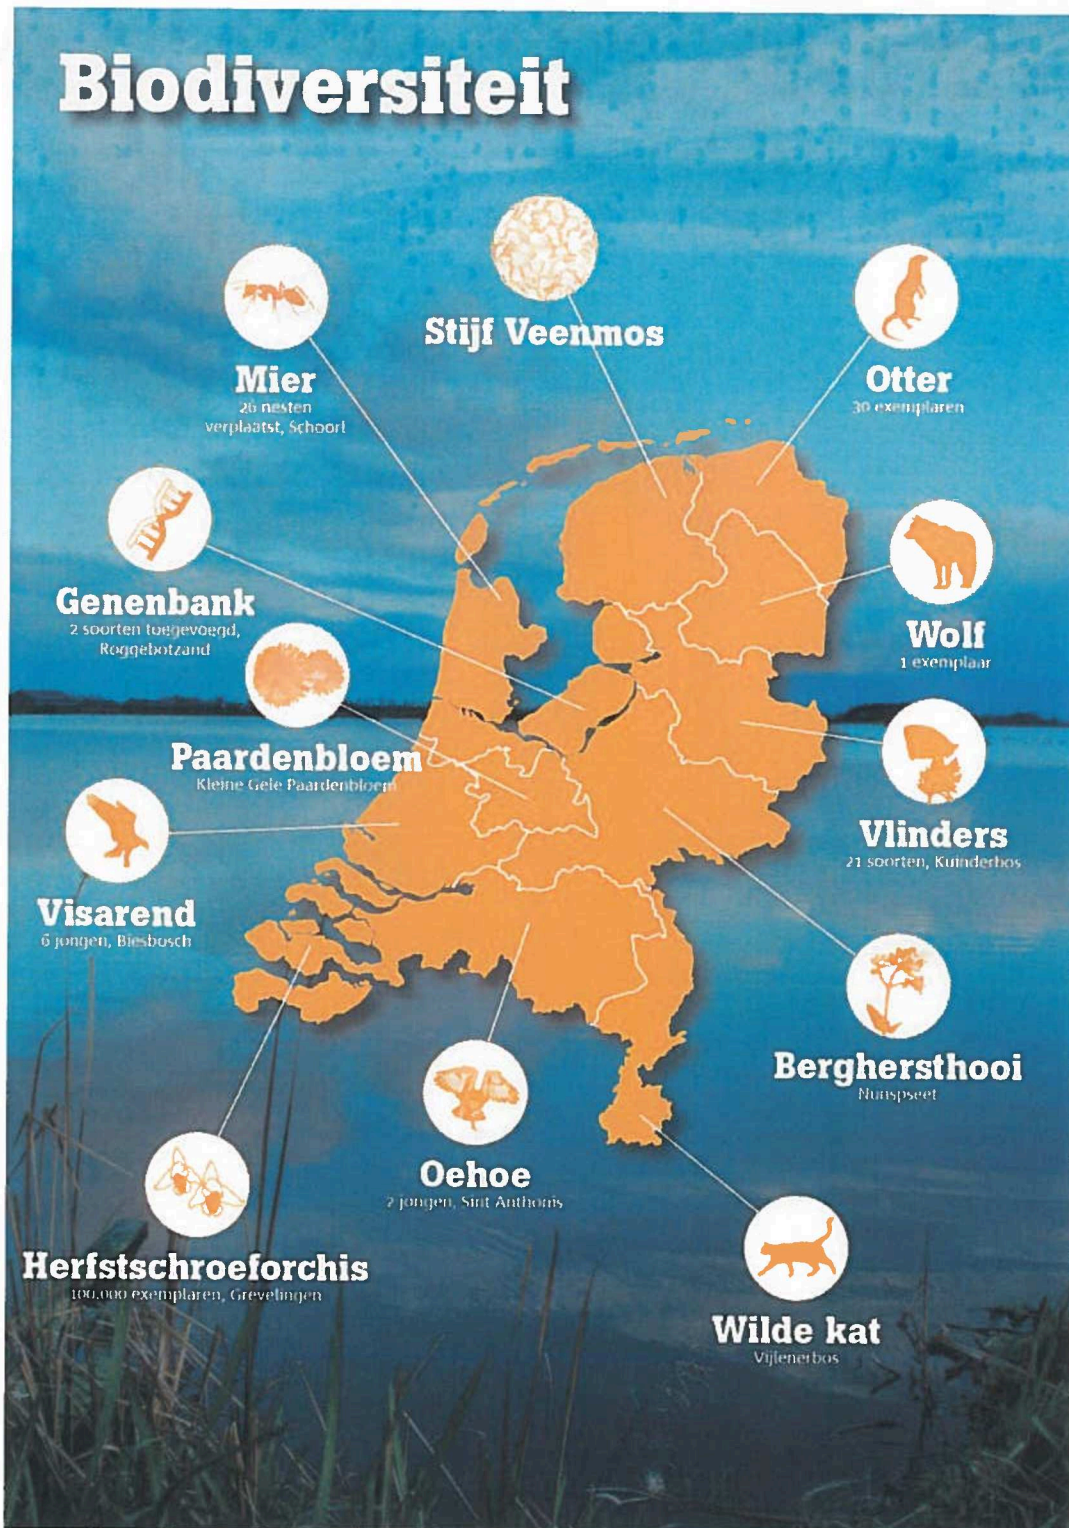 Biodiversiteit
Stijf Veenmos
Mier
26 nesten
verplaatst, Schoorl
Otter
30 exemplaren
Genenbank
2 soorten toegevoegd,
Roggebotzand
Wolf
1 exemplaar
Paardenbloem
Kleine Gele Paardenbloem
Vlinders
21 soorten, Kuinderbos
Visarend
6 jongen, Biesbosch
Berghersthooi
Nunspseet
Oehoe
2 jongen, Sint Anthonis
Herfstschroeforchis
100.000 exemplaren, Grevelingen
Wilde kat
Vijlenerbos